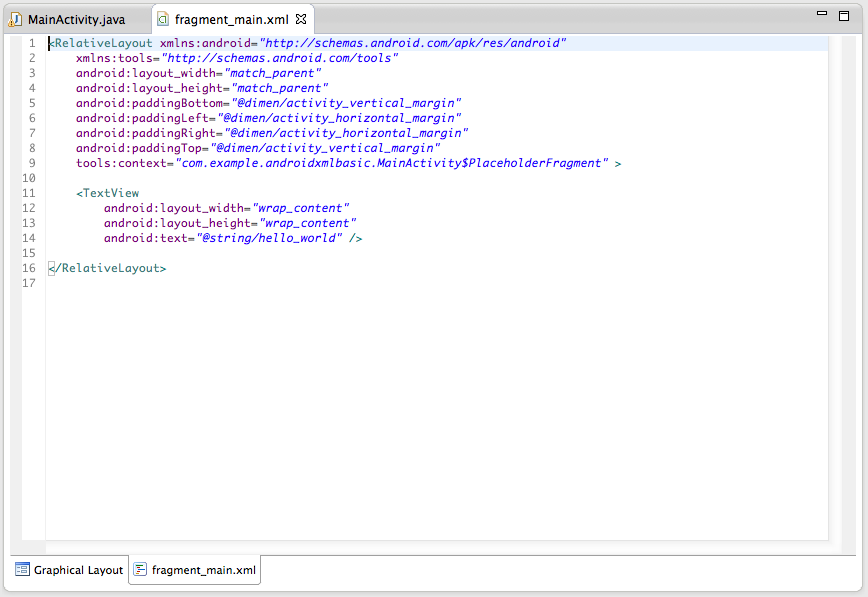 MainActivity.java
fragment_main.xml
1 <RelativeLayout xmlns:android="http://schemas.android.com/apk/res/android"
2     xmlns:tools="http://schemas.android.com/tools"
3     android:layout_width="match_parent"
4     android:layout_height="match_parent"
5     android:paddingBottom="@dimen/activity_vertical_margin"
6     android:paddingLeft="@dimen/activity_horizontal_margin"
7     android:paddingRight="@dimen/activity_horizontal_margin"
8     android:paddingTop="@dimen/activity_vertical_margin"
9     tools:context="com.example.androidxmlbasic.MainActivity$PlaceholderFragment" >
10
11     <TextView
12         android:layout_width="wrap_content"
13         android:layout_height="wrap_content"
14         android:text="@string/hello_world" />
15
16 </RelativeLayout>
17
Graphical Layout
fragment_main.xml